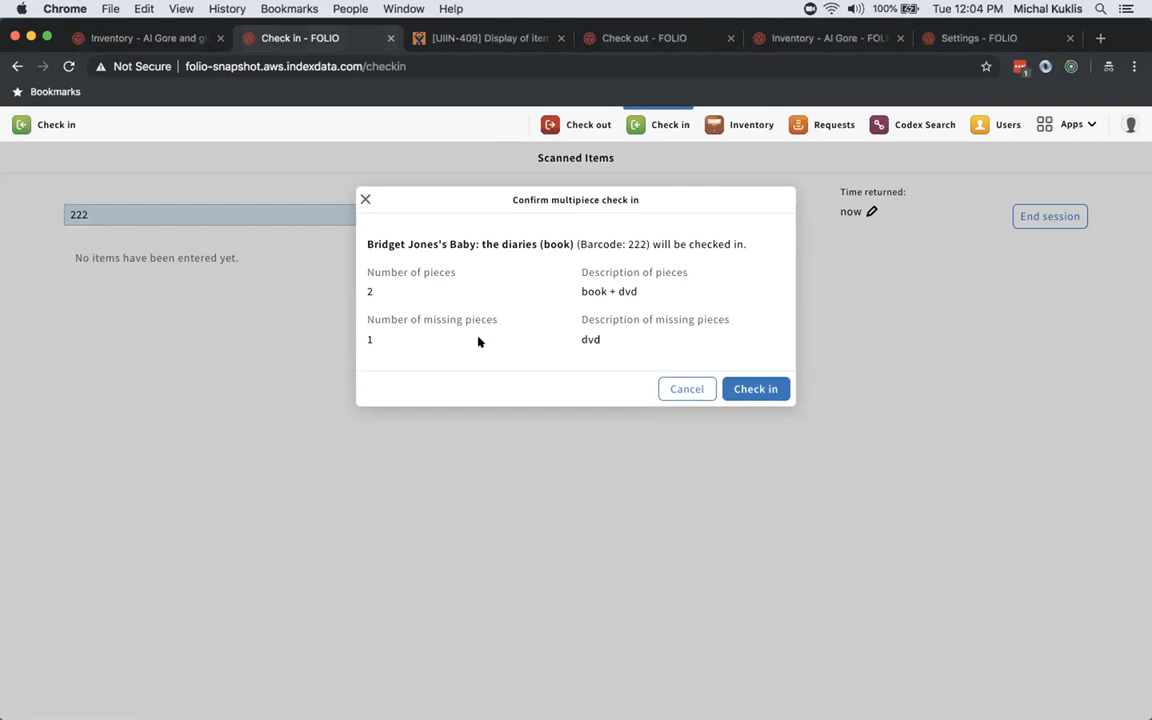 Chrome File Edit View History Bookmarks People Window Help 100% Tue 12:04 PM Michal Kuklis
Inventory - Al Gore and gl
Check in - FOLIO
[UIIN-409] Display of item
Check out - FOLIO
Inventory - Al Gore - FOLI
Settings - FOLIO
Not Secure folio-snapshot.aws.indexdata.com/checkin
1
Bookmarks
Check in
Check out
Check in
Inventory
Requests
Codex Search
Users
Apps
Scanned Items
222
No items have been entered yet.
Time returned:
now
End session
Confirm multipiece check in
Bridget Jones's Baby: the diaries (book) (Barcode: 222) will be checked in.
Number of pieces
2
Description of pieces
book + dvd
Number of missing pieces
1
Description of missing pieces
dvd
Cancel
Check in